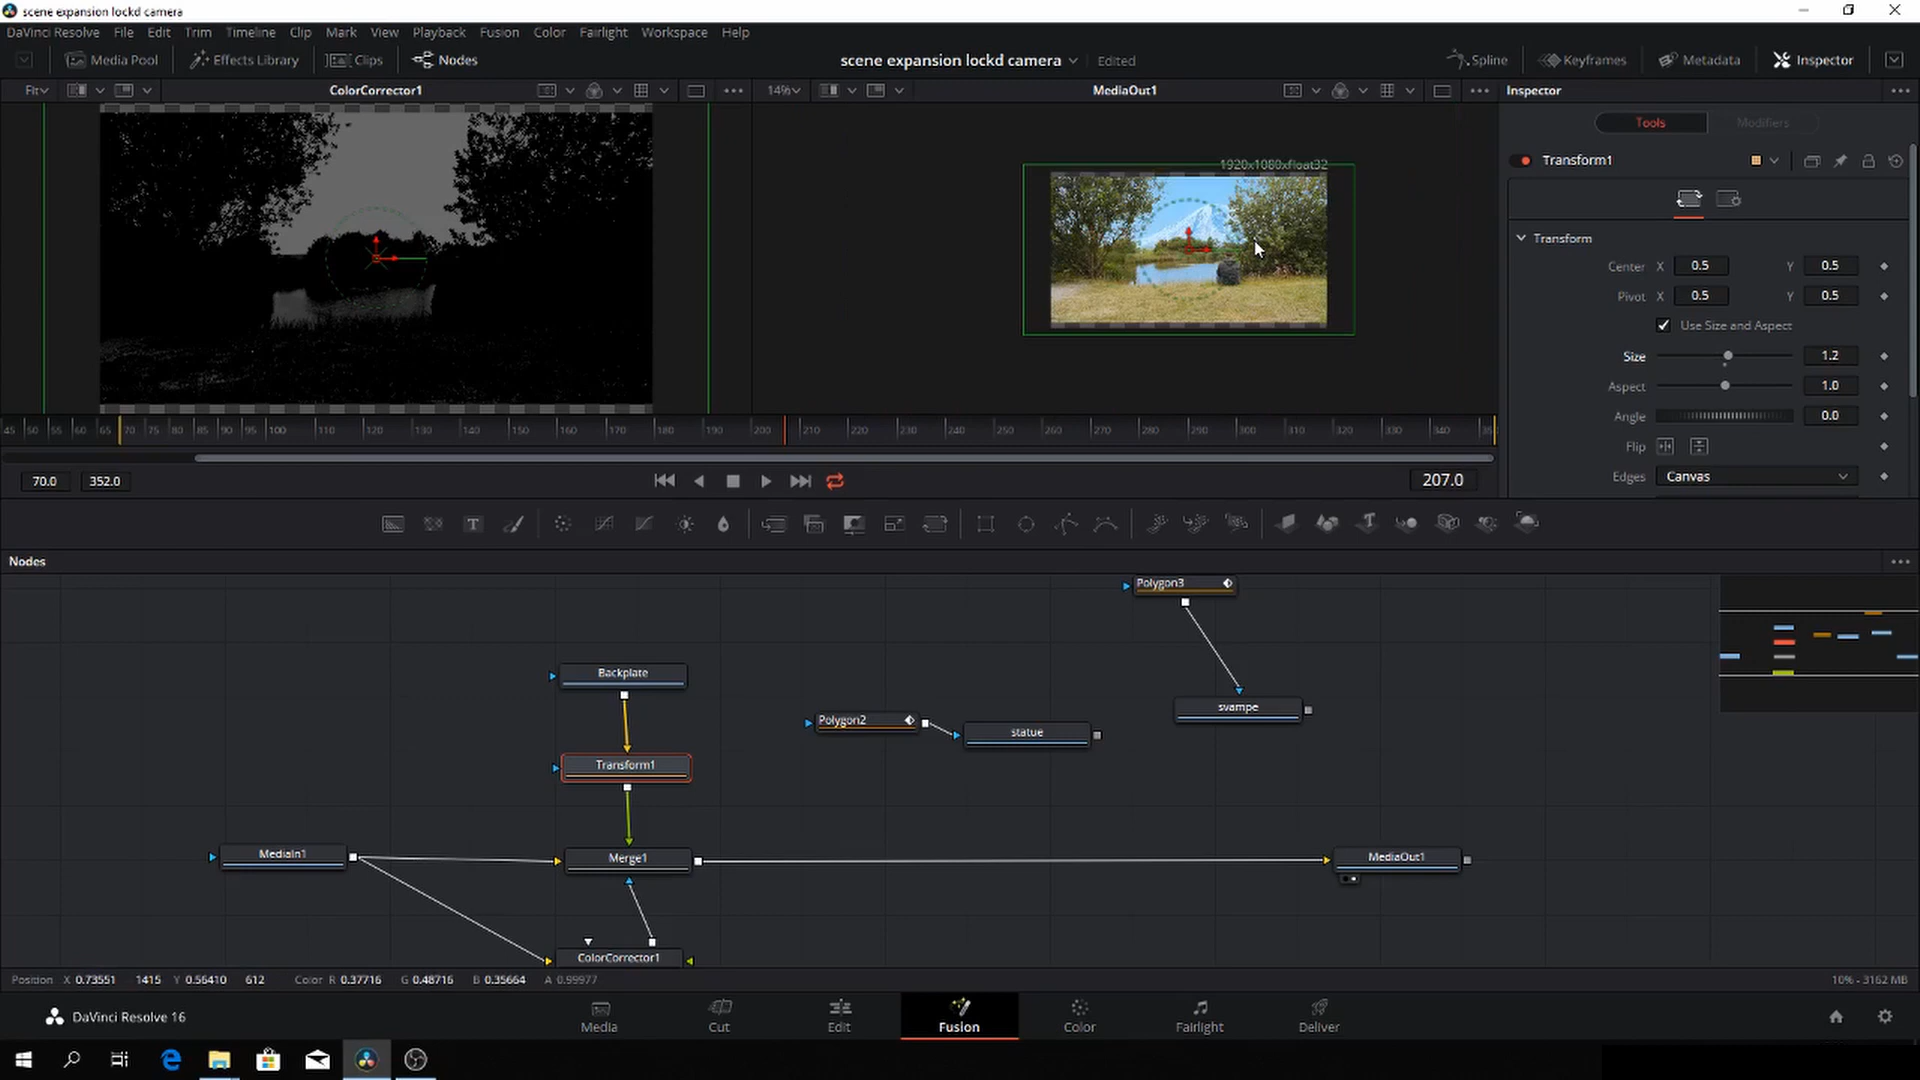 scene expansion lockd camera
DaVinci Resolve File Edit Trim Timeline Clip Mark View Playback Fusion Color Fairlight Workspace Help
Media Pool Effects Library Clips Nodes scene expansion lockd camera Edited Spline Keyframes Metadata Inspector
Fit ColorCorrector1 14% MediaOut1 Inspector
Tools Modifiers
1920x1080xfloat32
Transform1
Transform
Center X 0.5 Y 0.5
Pivot X 0.5 Y 0.5
Use Size and Aspect
Size 1.2
Aspect 1.0
Angle 0.0
Flip
Edges Canvas
45 50 55 60 65 70 75 80 85 90 95 100 110 120 130 140 150 160 170 180 190 200 210 220 230 240 250 260 270 280 290 300 310 320 330 340
70.0 352.0 207.0
Nodes
Polygon3
Backplate
svampe
Polygon2
statue
Transform1
MediaIn1
Merge1
MediaOut1
ColorCorrector1
Position X 0.73551 1415 Y 0.56410 612 Color R 0.37716 G 0.48716 B 0.35664 A 0.99977 10% - 3162 MB
DaVinci Resolve 16
Media Cut Edit Fusion Color Fairlight Deliver